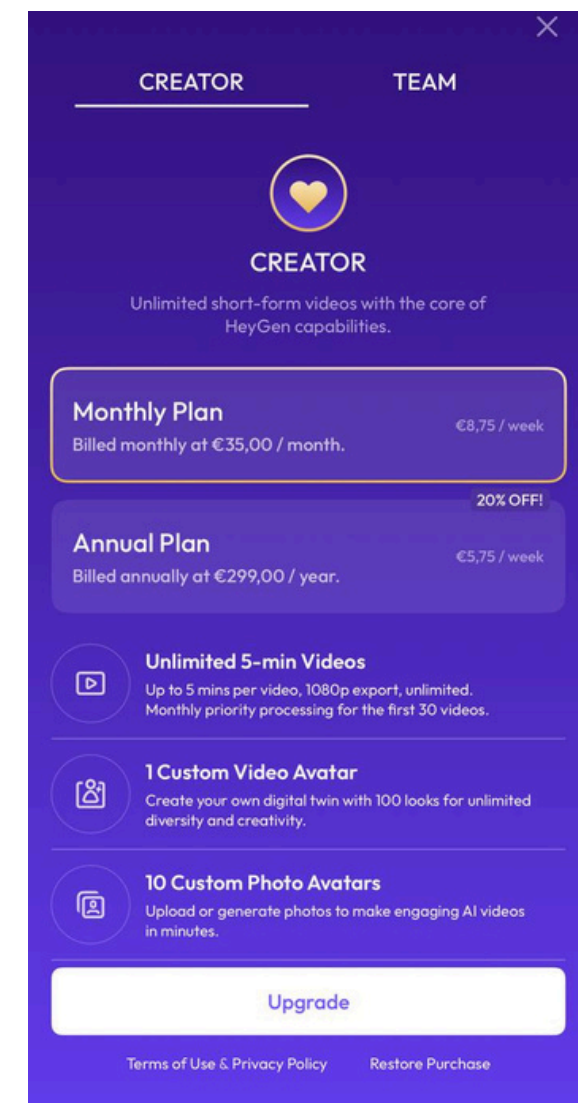 CREATOR TEAM
CREATOR
Unlimited short-form videos with the core of
HeyGen capabilities.
Monthly Plan
Billed monthly at €35,00 / month.
€8,75 / week
20% OFF!
Annual Plan
Billed annually at €299,00 / year.
€5,75 / week
Unlimited 5-min Videos
Up to 5 mins per video, 1080p export, unlimited.
Monthly priority processing for the first 30 videos.
1 Custom Video Avatar
Create your own digital twin with 100 looks for unlimited
diversity and creativity.
10 Custom Photo Avatars
Upload or generate photos to make engaging AI videos
in minutes.
Upgrade
Terms of Use & Privacy Policy Restore Purchase